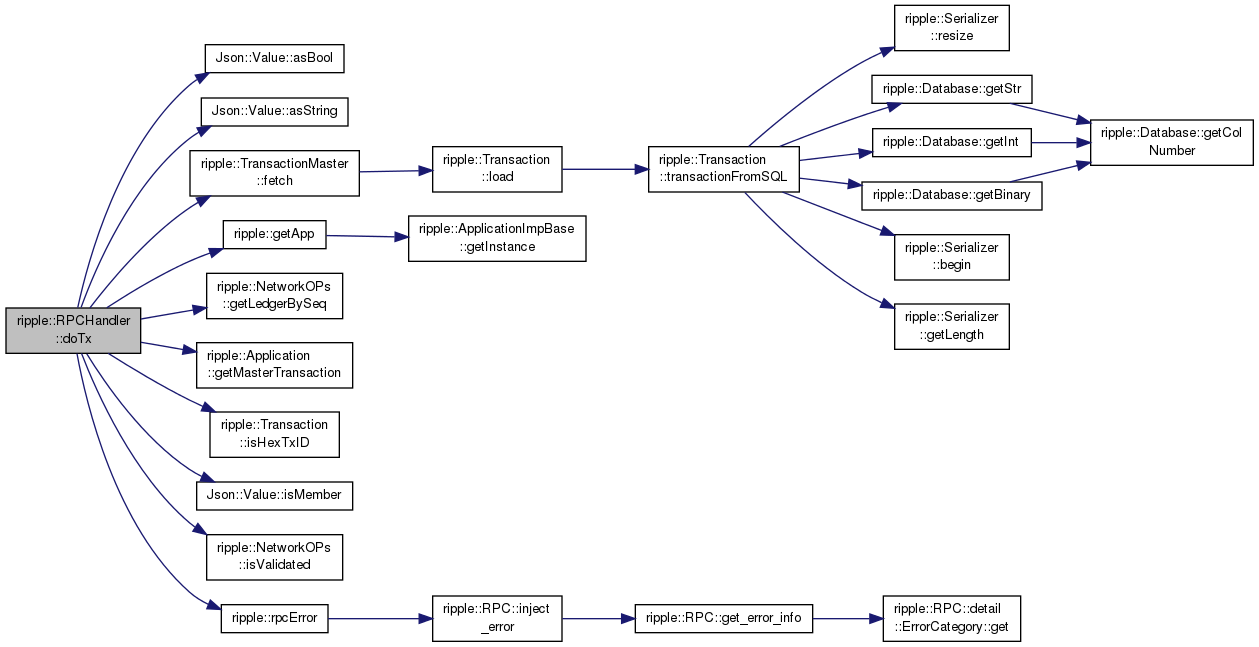 ripple::RPCHandler
::doTx
Json::Value::asBool
Json::Value::asString
ripple::TransactionMaster
::fetch
ripple::getApp
ripple::NetworkOPs
::getLedgerBySeq
ripple::Application
::getMasterTransaction
ripple::Transaction
::isHexTxID
Json::Value::isMember
ripple::NetworkOPs
::isValidated
ripple::rpcError
ripple::Transaction
::load
ripple::ApplicationImpBase
::getInstance
ripple::RPC::inject
_error
ripple::Transaction
::transactionFromSQL
ripple::RPC::get_error_info
ripple::Serializer
::resize
ripple::Database::getStr
ripple::Database::getInt
ripple::Database::getBinary
ripple::Serializer
::begin
ripple::Serializer
::getLength
ripple::RPC::detail
::ErrorCategory::get
ripple::Database::getCol
Number